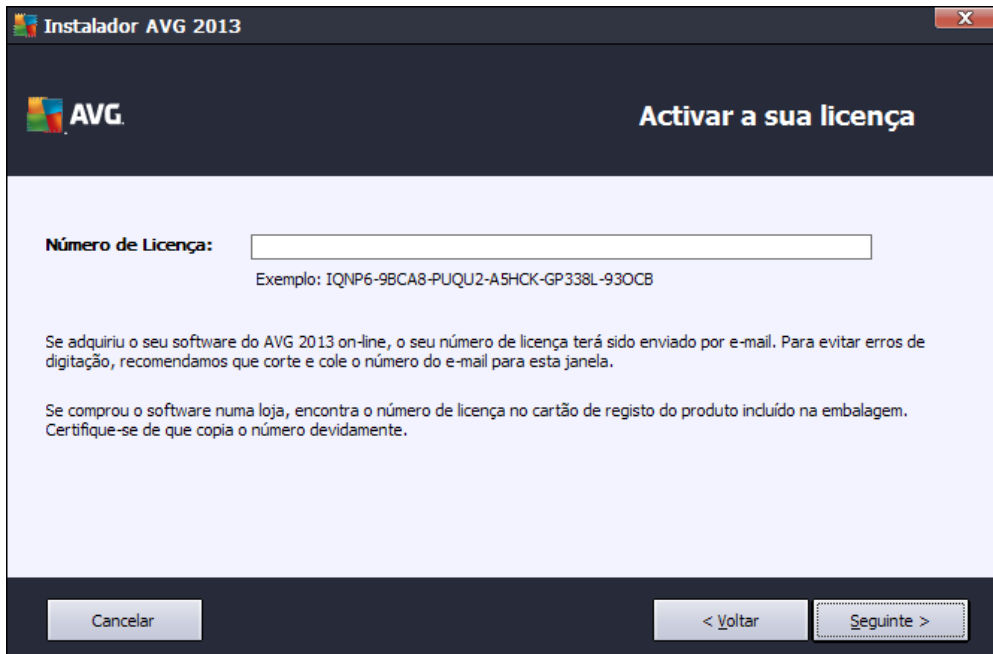 Instalador AVG 2013
X
AVG.
Activar a sua licença
Número de Licença:
Exemplo: IQNP6-9BCA8-PUQU2-A5HCK-GP338L-93OCB
Se adquiriu o seu software do AVG 2013 on-line, o seu número de licença terá sido enviado por e-mail. Para evitar erros de
digitação, recomendamos que corte e cole o número do e-mail para esta janela.
Se comprou o software numa loja, encontra o número de licença no cartão de registo do produto incluído na embalagem.
Certifique-se de que copia o número devidamente.
Cancelar
< Voltar
Seguinte >